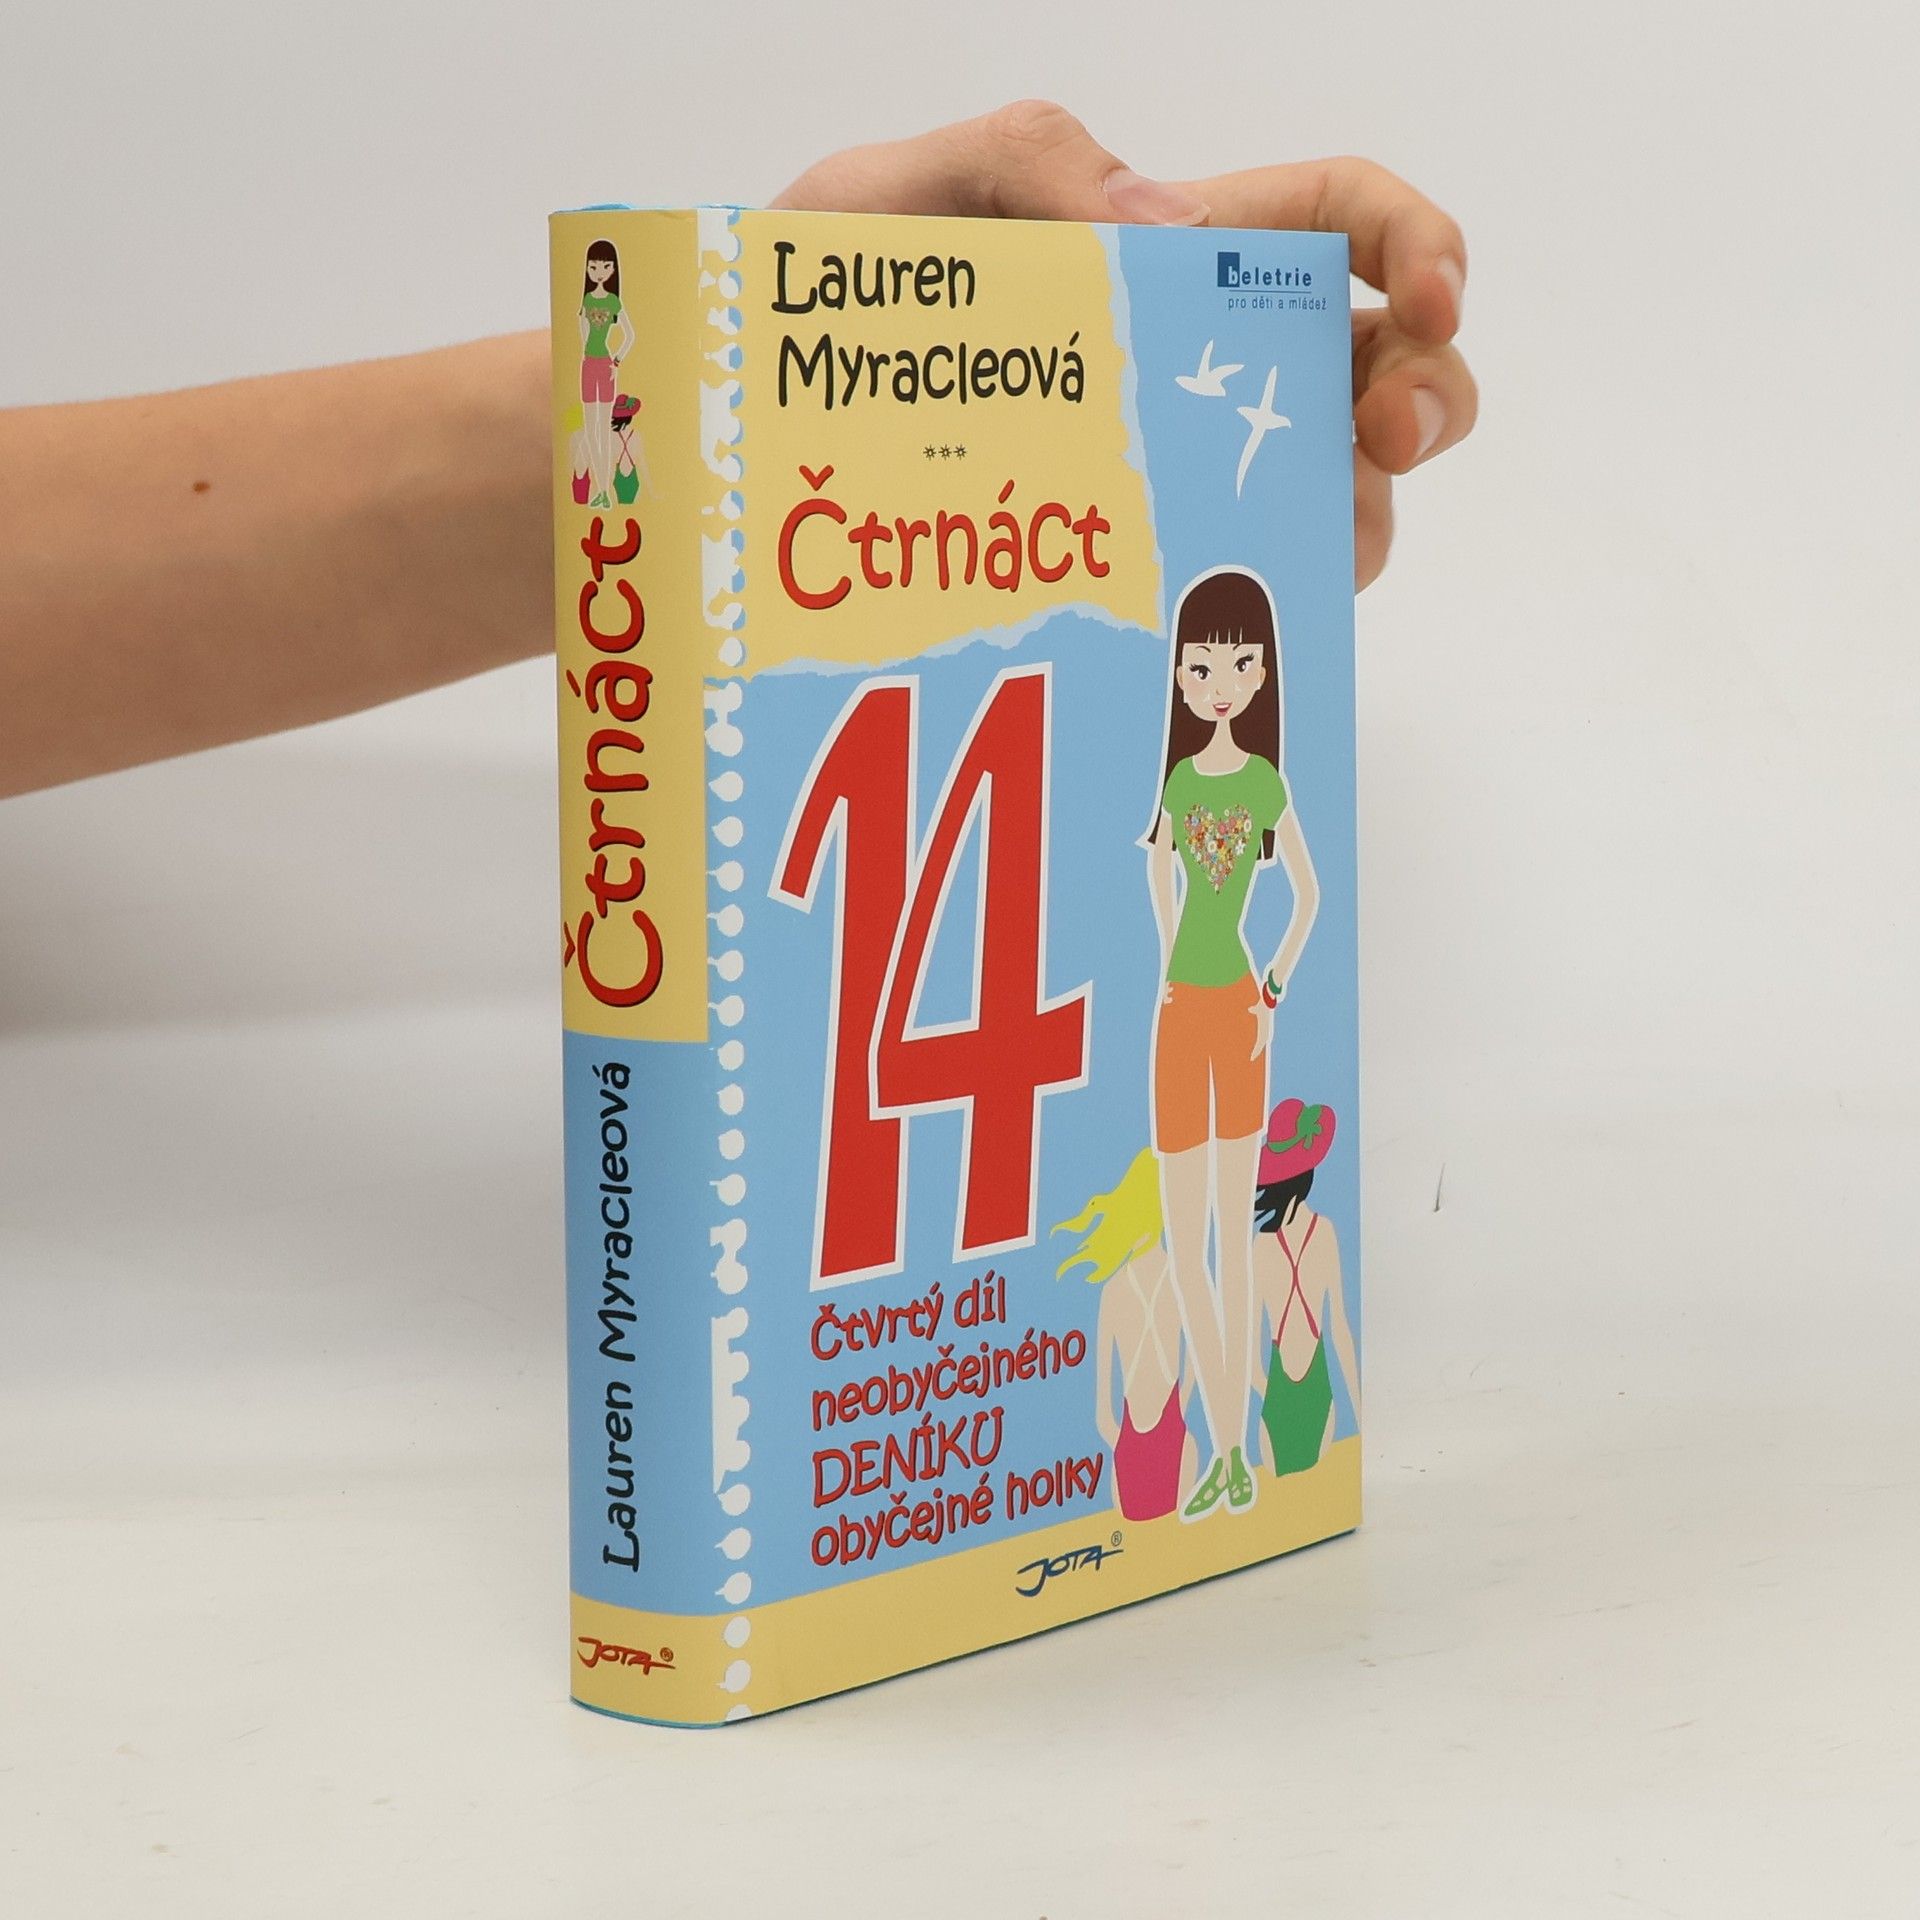 Lauren
Myracleová
***
Čtrnáct
14
Čtvrtý díl
neobyčejného
DENÍKU
obyčejné holky
JOTA®
beletrie
pro děti a mládež
Lauren Myracleová Čtrnáct
JOTA®